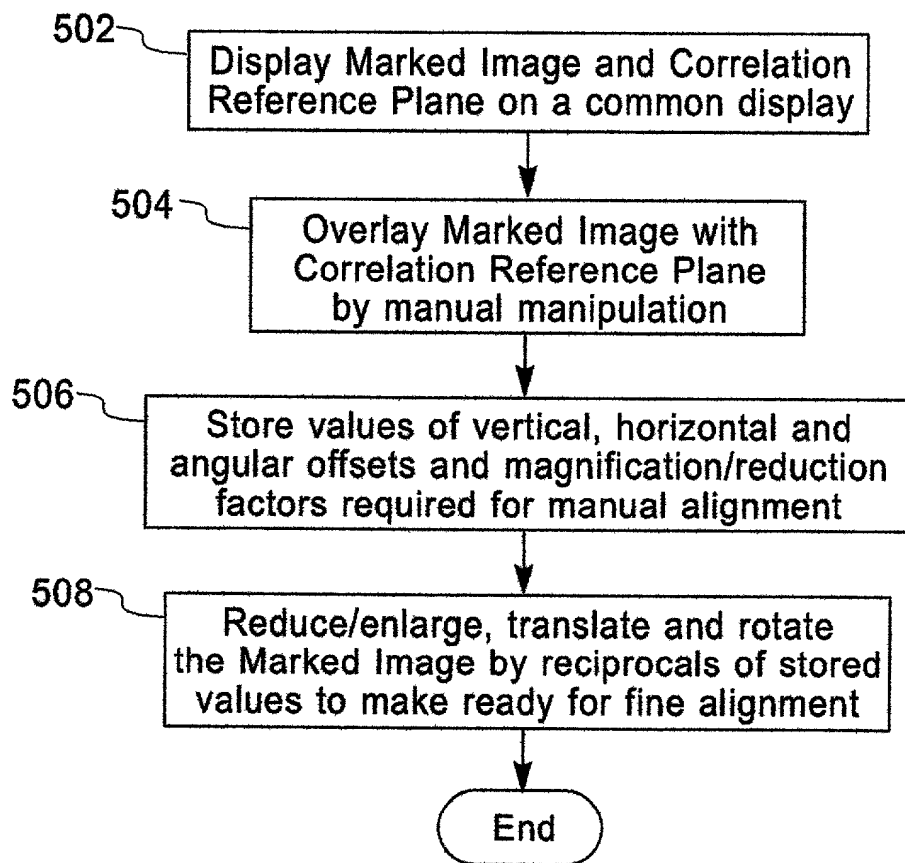 502
Display Marked Image and Correlation
Reference Plane on a common display
504
Overlay Marked Image with
Correlation Reference Plane
by manual manipulation
506
Store values of vertical, horizontal and
angular offsets and magnification/reduction
factors required for manual alignment
508
Reduce/enlarge, translate and rotate
the Marked Image by reciprocals of stored
values to make ready for fine alignment
End